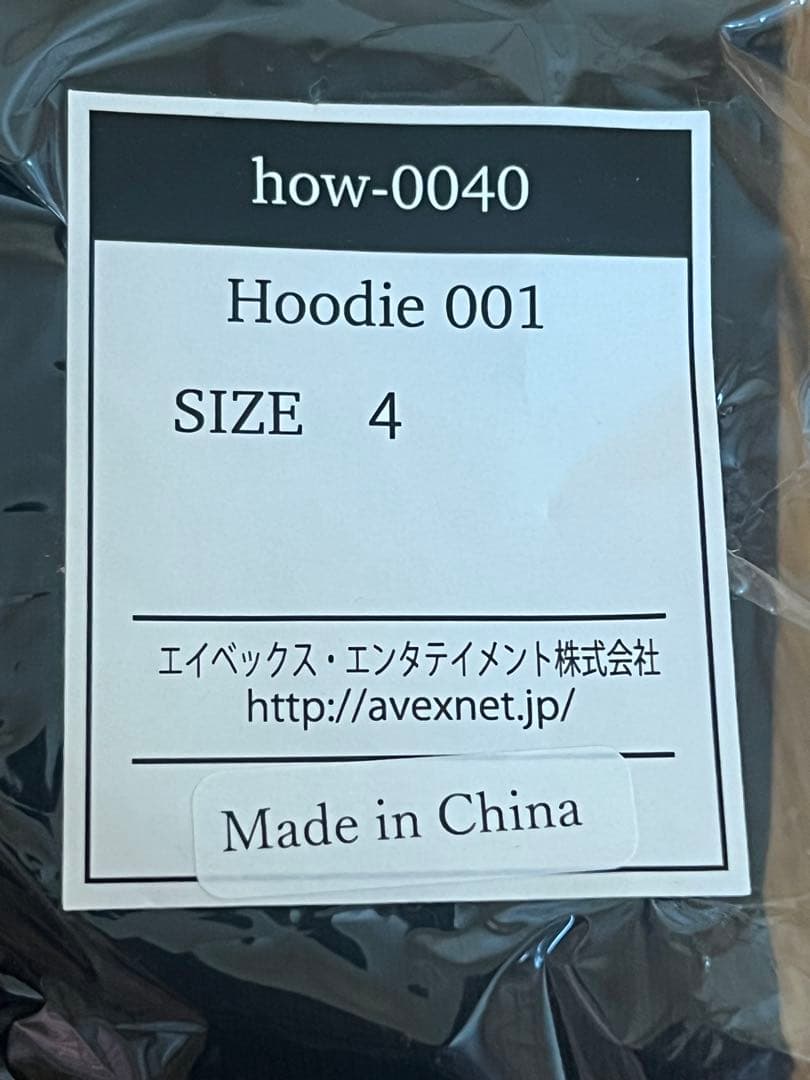 how-0040
Hoodie 001
SIZE 4
エイベックス・エンタテイメント株式会社
http://avexnet.jp/
Made in China